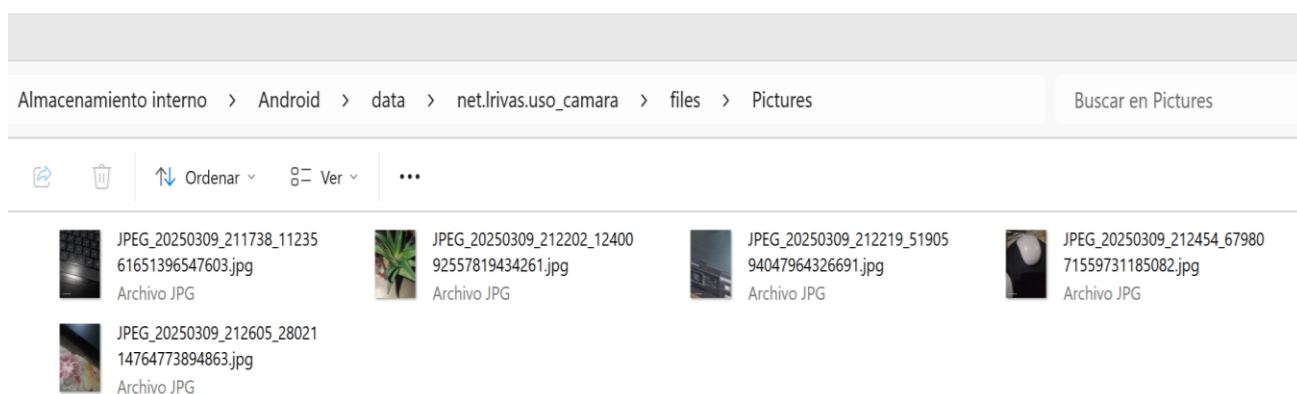 Almacenamiento interno > Android > data > net.lrivas.uso_camara > files > Pictures
Buscar en Pictures
Ordenar
Ver
JPEG_20250309_211738_11235
61651396547603.jpg
Archivo JPG
JPEG_20250309_212202_12400
92557819434261.jpg
Archivo JPG
JPEG_20250309_212219_51905
94047964326691.jpg
Archivo JPG
JPEG_20250309_212454_67980
71559731185082.jpg
Archivo JPG
JPEG_20250309_212605_28021
14764773894863.jpg
Archivo JPG